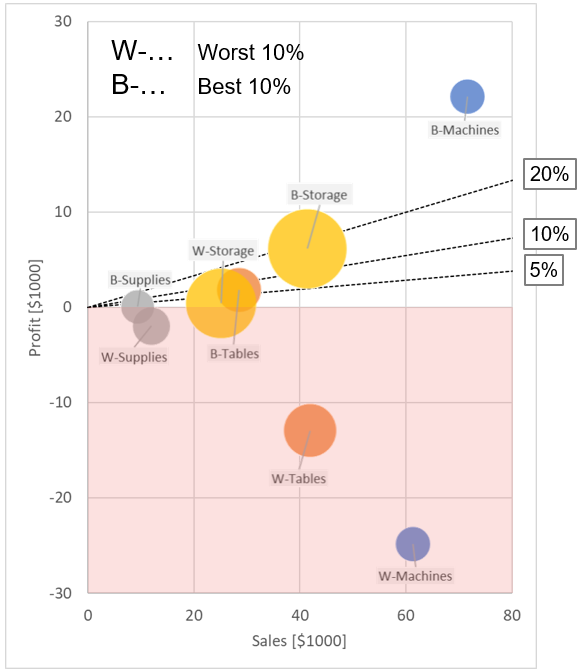 30
W-... Worst 10%
B-... Best 10%
20
B-Machines
20%
B-Storage
10
10%
W-Storage
5%
B-Supplies
0
W-Supplies
B-Tables
Profit [$1000]
-10
W-Tables
-20
W-Machines
-30
0 20 40 60 80
Sales [$1000]